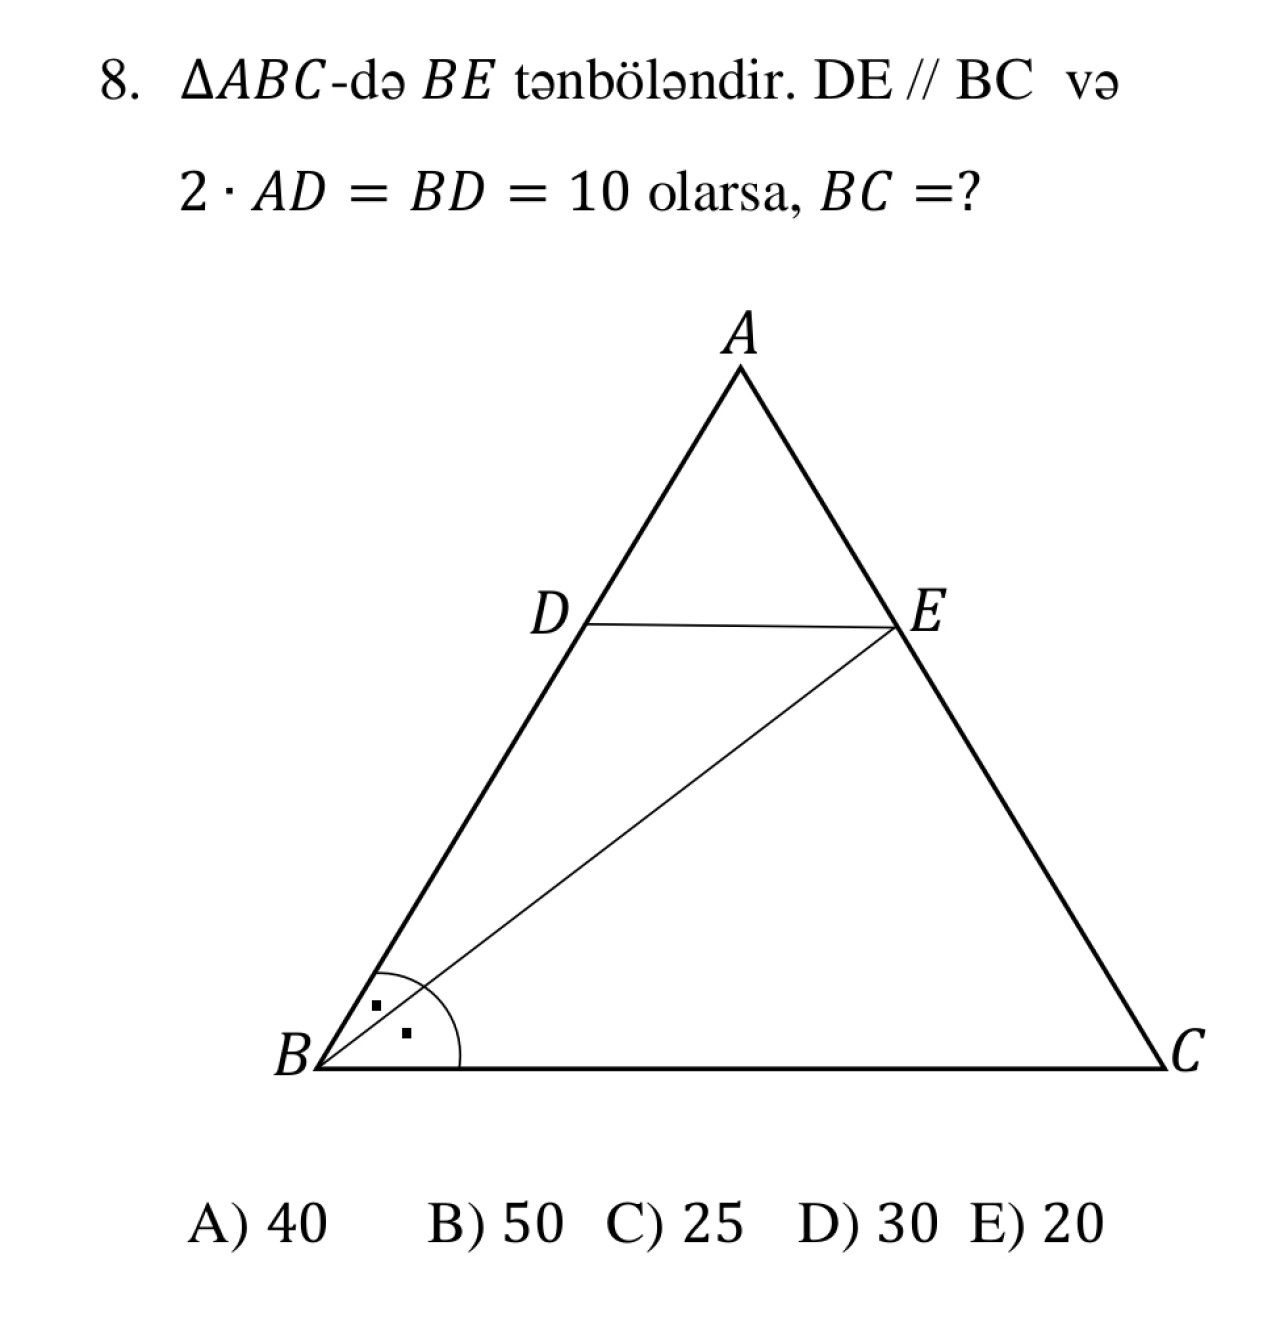 8. ΔABC-də BE tənböləndir. DE // BC və
2 · AD = BD = 10 olarsa, BC =?
A
D
E
B
C
A) 40 B) 50 C) 25 D) 30 E) 20